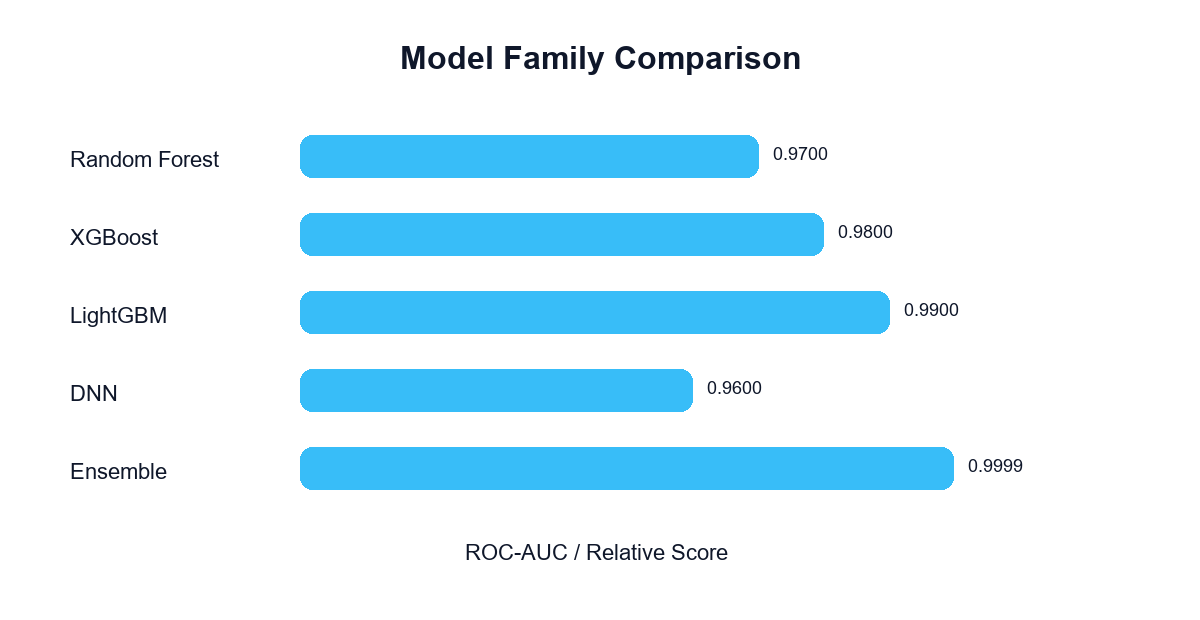 Model Family Comparison
Random Forest 0.9700
XGBoost 0.9800
LightGBM 0.9900
DNN 0.9600
Ensemble 0.9999
ROC-AUC / Relative Score